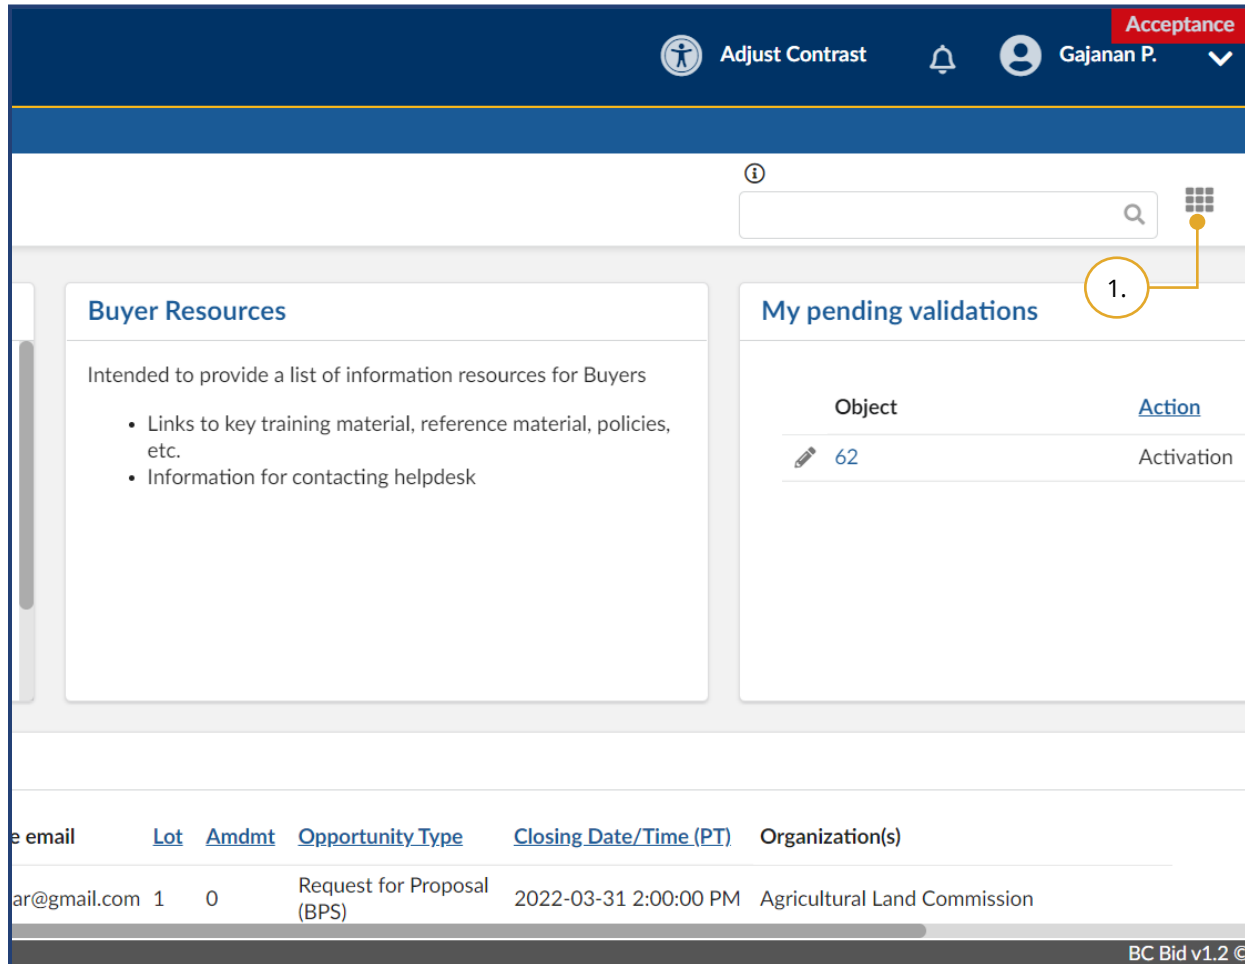 Acceptance
Adjust Contrast
Gajanan P.
1.
Buyer Resources
My pending validations
Intended to provide a list of information resources for Buyers
• Links to key training material, reference material, policies,
etc.
• Information for contacting helpdesk
Object Action
62 Activation
e email Lot Amdmt Opportunity Type Closing Date/Time (PT) Organization(s)
ar@gmail.com 1 0 Request for Proposal
(BPS) 2022-03-31 2:00:00 PM Agricultural Land Commission
BC Bid v1.2 ©